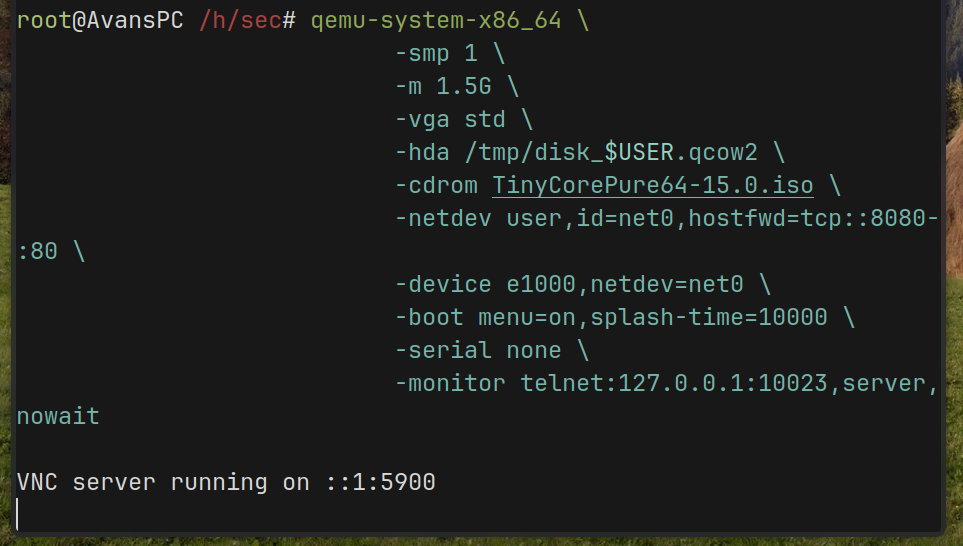 root@AvansPC /h/sec# qemu-system-x86_64 \
-smp 1 \
-m 1.5G \
-vga std \
-hda /tmp/disk_$USER.qcow2 \
-cdrom TinyCorePure64-15.0.iso \
-netdev user,id=net0,hostfwd=tcp::8080-
:80 \
-device e1000,netdev=net0 \
-boot menu=on,splash-time=10000 \
-serial none \
-monitor telnet:127.0.0.1:10023,server,
nowait
VNC server running on ::1:5900